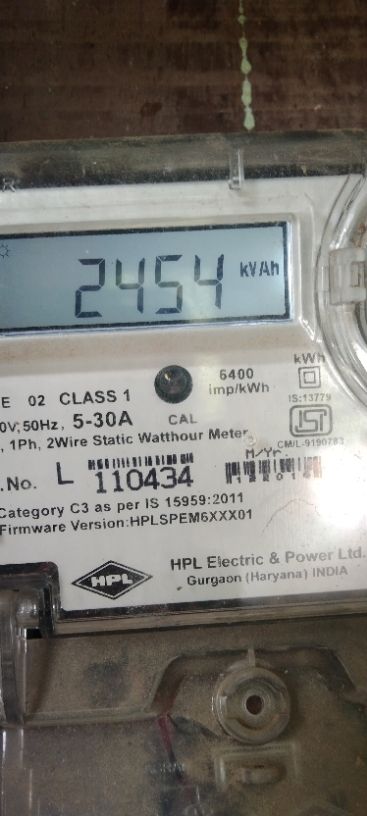 2454 kVAh
kWh
E 02 CLASS 1
6400
imp/kWh
IS:13779
0V;50Hz, 5-30A
CAL
, 1Ph, 2Wire Static Watthour Meter
CM/L-9190783
M/Yr.
.No. L 110434
Category C3 as per IS 15959:2011
Firmware Version:HPLSPEM6XXX01
HPL
HPL Electric & Power Ltd.
Gurgaon (Haryana) INDIA